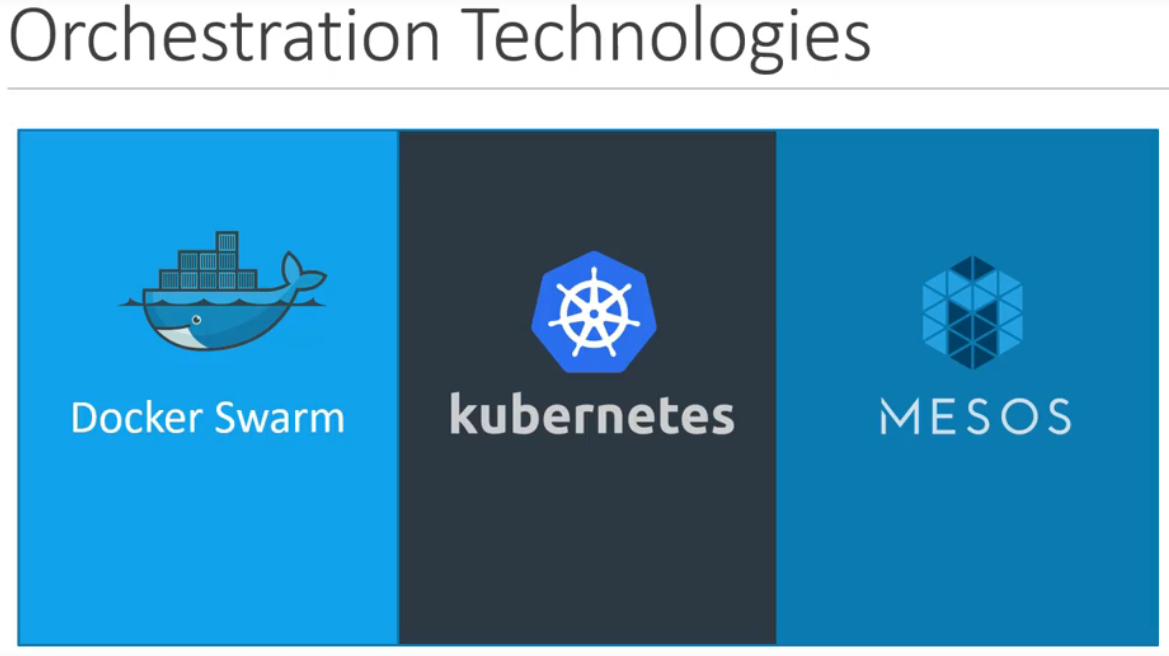 Orchestration Technologies
Docker Swarm
kubernetes
MESOS